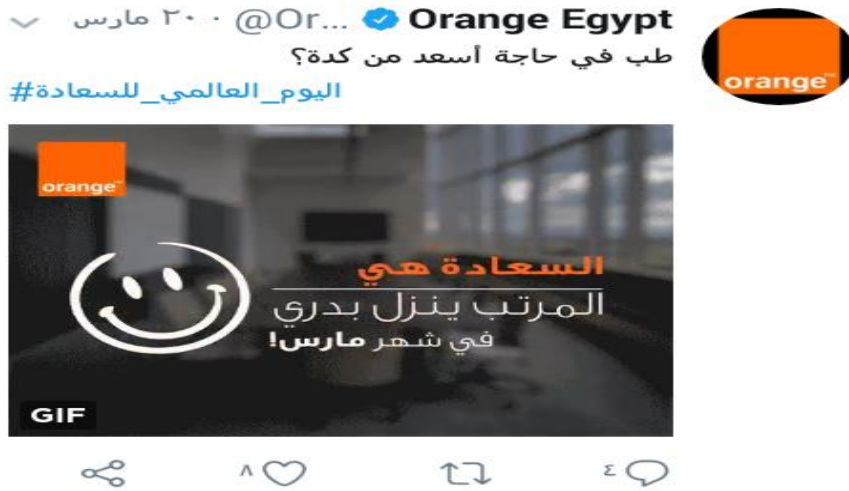 Orange Egypt @Or... · ٢٠ مارس
orange
طب في حاجة أسعد من كدة؟
#اليوم_العالمي_للسعادة
orange
السعادة هي
المرتب ينزل بدري
في شهر مارس!
GIF
٤ ٨